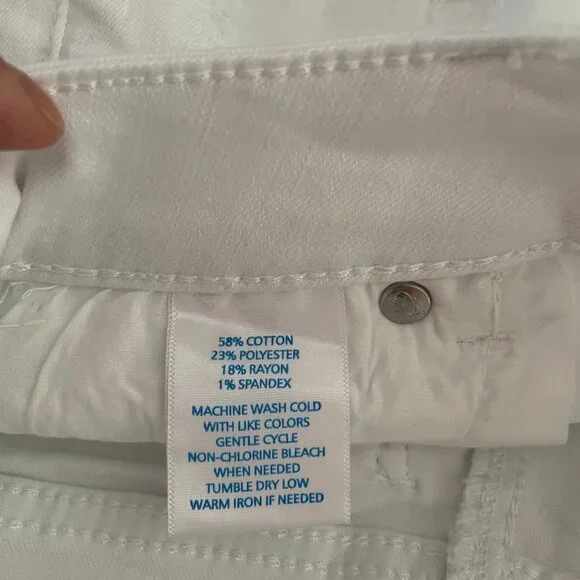 58% COTTON
23% POLYESTER
18% RAYON
1% SPANDEX
MACHINE WASH COLD
WITH LIKE COLORS
GENTLE CYCLE
NON-CHLORINE BLEACH
WHEN NEEDED
TUMBLE DRY LOW
WARM IRON IF NEEDED